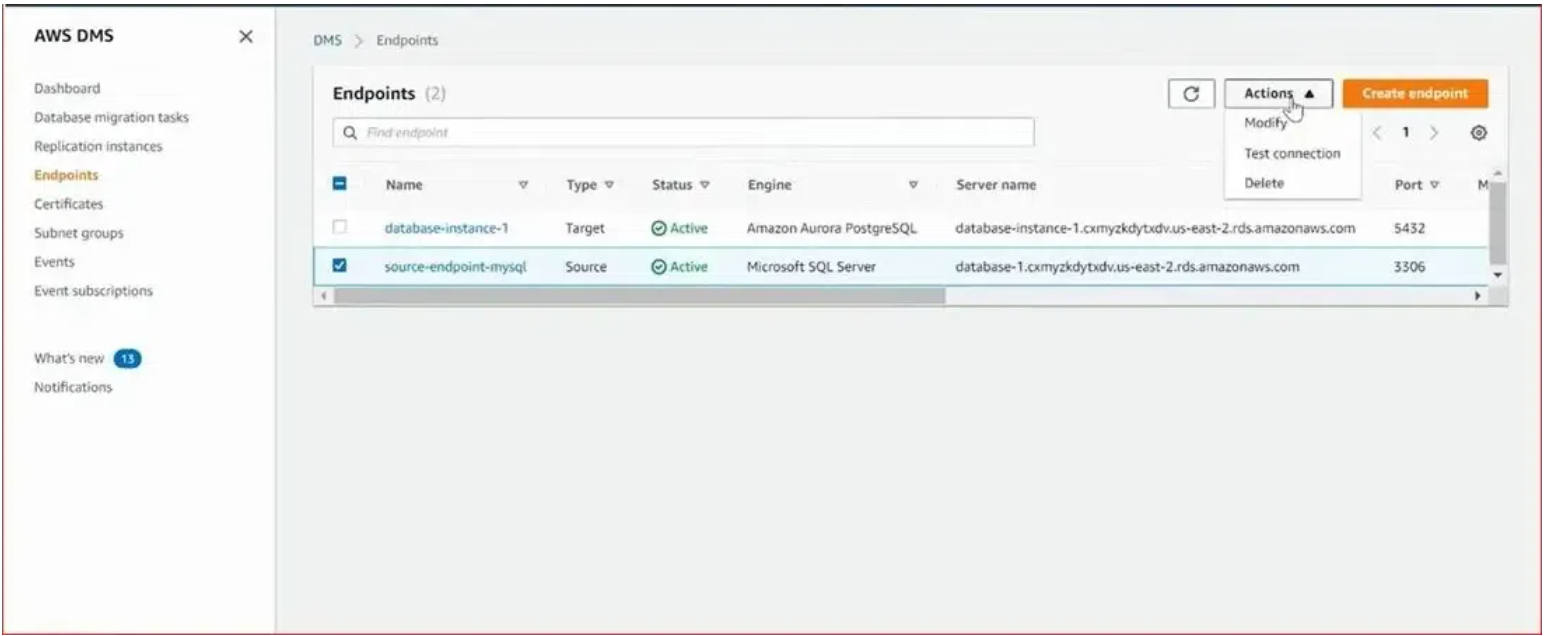 AWS DMS
Dashboard
Database migration tasks
Replication instances
Endpoints
Certificates
Subnet groups
Events
Event subscriptions
What's new 13
Notifications
DMS > Endpoints
Endpoints (2)
Actions
Create endpoint
Find endpoint
Modify
Test connection
Delete
1
Name Type Status Engine Server name Port M
database-instance-1 Target Active Amazon Aurora PostgreSQL database-instance-1.cxmyzkdytxdv.us-east-2.rds.amazonaws.com 5432
source-endpoint-mysql Source Active Microsoft SQL Server database-1.cxmyzkdytxdv.us-east-2.rds.amazonaws.com 3306